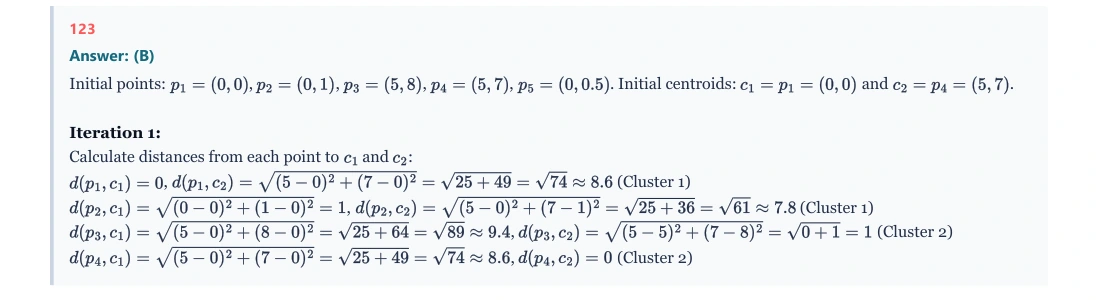 123
Answer: (B)
Initial points: p₁ = (0, 0), p₂ = (0, 1), p₃ = (5, 8), p₄ = (5, 7), p₅ = (0, 0.5). Initial centroids: c₁ = p₁ = (0, 0) and c₂ = p₄ = (5, 7).
Iteration 1:
Calculate distances from each point to c₁ and c₂:
d(p₁, c₁) = 0, d(p₁, c₂) = √((5 − 0)² + (7 − 0)²) = √(25 + 49) = √74 ≈ 8.6 (Cluster 1)
d(p₂, c₁) = √((0 − 0)² + (1 − 0)²) = 1, d(p₂, c₂) = √((5 − 0)² + (7 − 1)²) = √(25 + 36) = √61 ≈ 7.8 (Cluster 1)
d(p₃, c₁) = √((5 − 0)² + (8 − 0)²) = √(25 + 64) = √89 ≈ 9.4, d(p₃, c₂) = √((5 − 5)² + (7 − 8)²) = √(0 + 1) = 1 (Cluster 2)
d(p₄, c₁) = √((5 − 0)² + (7 − 0)²) = √(25 + 49) = √74 ≈ 8.6, d(p₄, c₂) = 0 (Cluster 2)